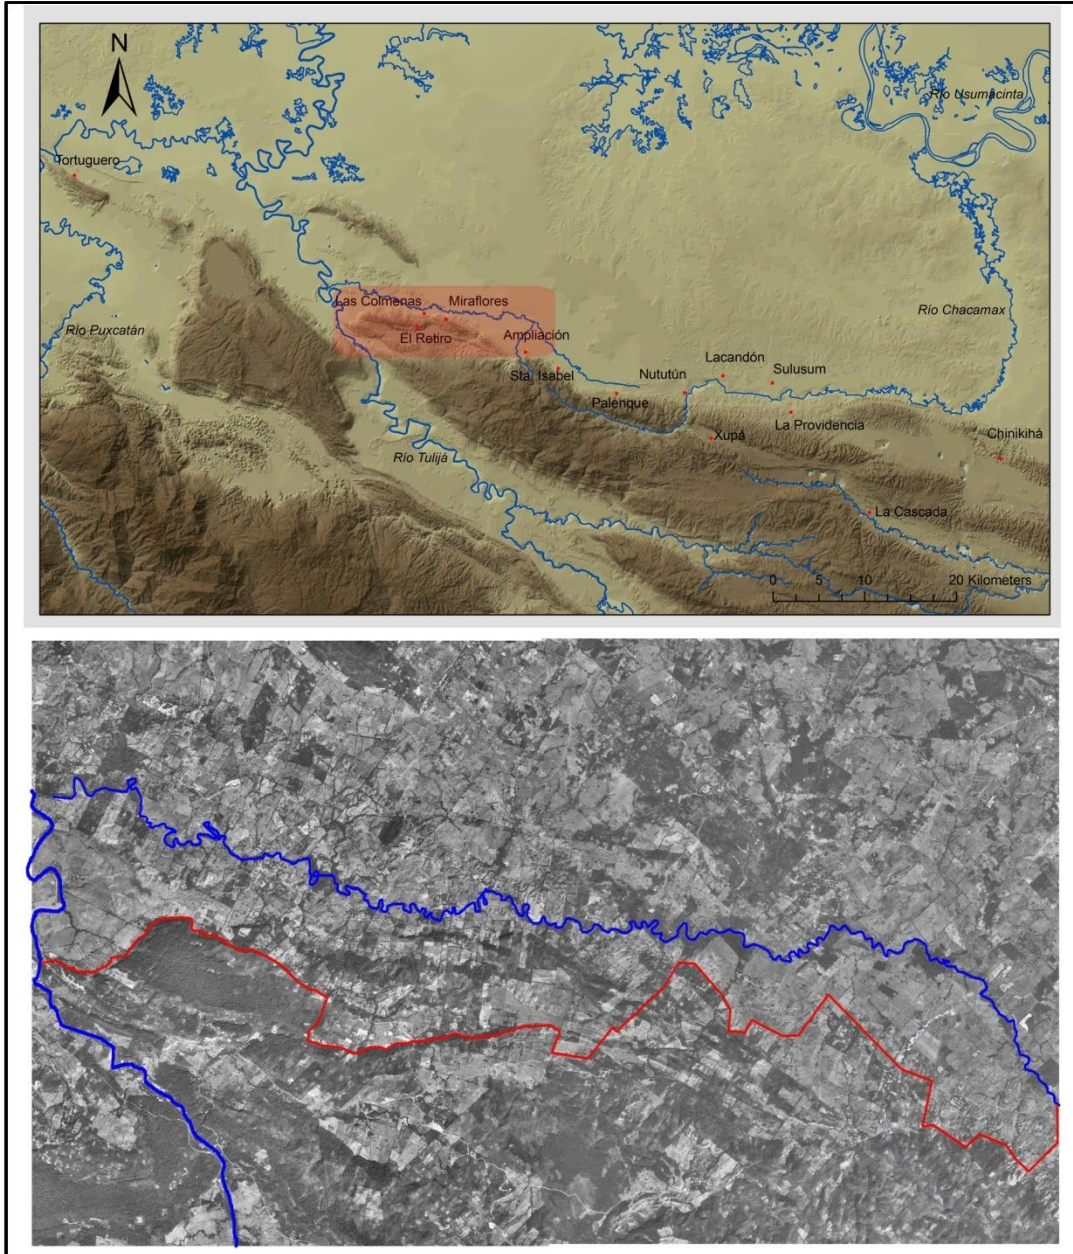 N
Río Usumacinta
Tortuguero
Las Colmenas
Miraflores
Río Chacamax
Río Puxcatán
El Retiro
Ampliación
Lacandón
Sulusum
Sta. Isabel
Nututún
Palenque
La Providencia
Xupá
Chinikihá
Río Tulijá
La Cascada
0 5 10 20 Kilometers